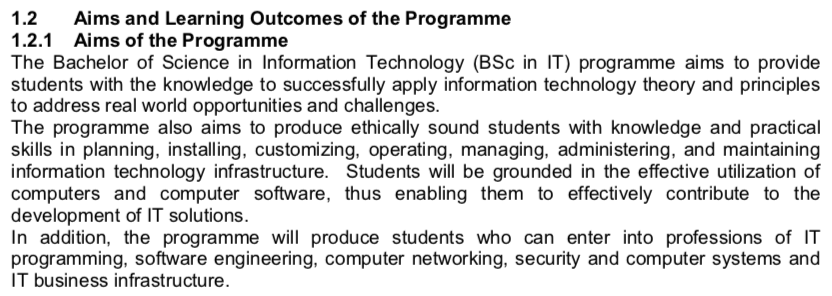 1.2 Aims and Learning Outcomes of the Programme
1.2.1 Aims of the Programme
The Bachelor of Science in Information Technology (BSc in IT) programme aims to provide
students with the knowledge to successfully apply information technology theory and principles
to address real world opportunities and challenges.
The programme also aims to produce ethically sound students with knowledge and practical
skills in planning, installing, customizing, operating, managing, administering, and maintaining
information technology infrastructure. Students will be grounded in the effective utilization of
computers and computer software, thus enabling them to effectively contribute to the
development of IT solutions.
In addition, the programme will produce students who can enter into professions of IT
programming, software engineering, computer networking, security and computer systems and
IT business infrastructure.